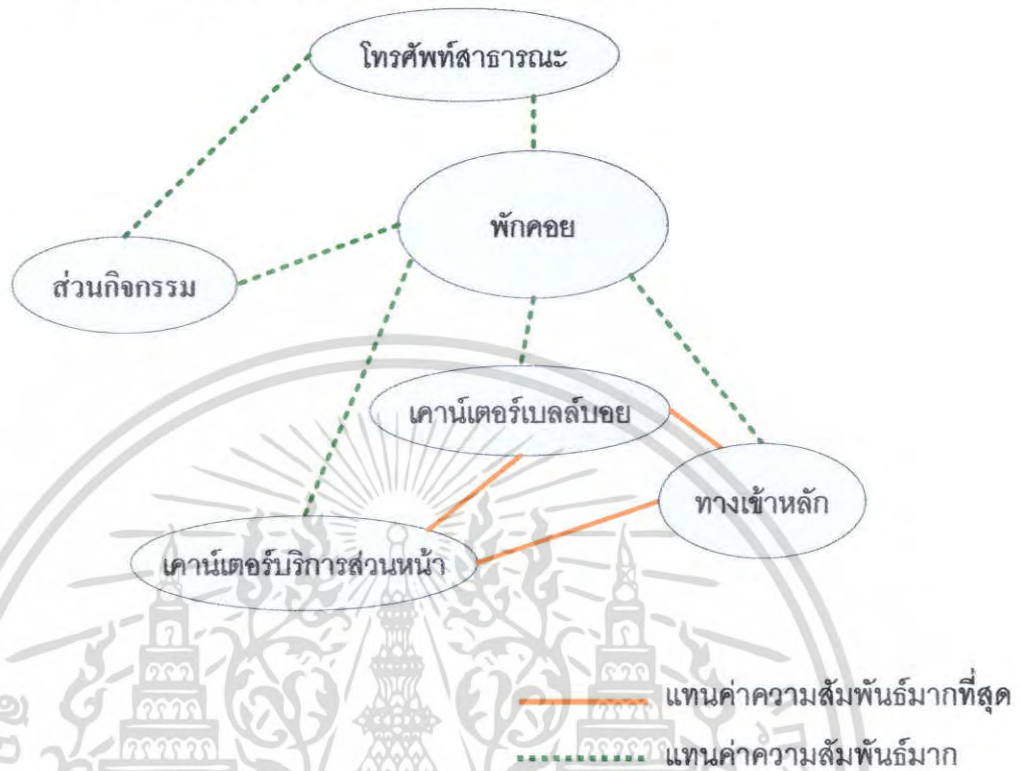 โทรศัพท์สาธารณะ
พักคอย
ส่วนกิจกรรม
เคาน์เตอร์เบลล์บอย
ทางเข้าหลัก
เคาน์เตอร์บริการส่วนหน้า
แทนค่าความสัมพันธ์มากที่สุด
แทนค่าความสัมพันธ์มาก